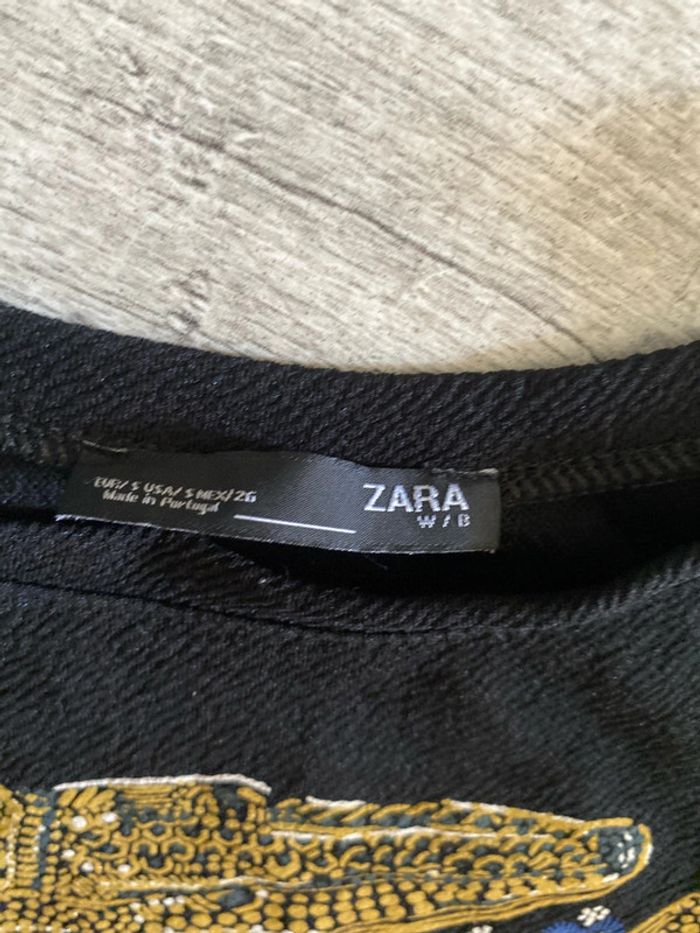 EUR/ S USA/ S MEX/26
Made in Portugal
ZARA
W / B